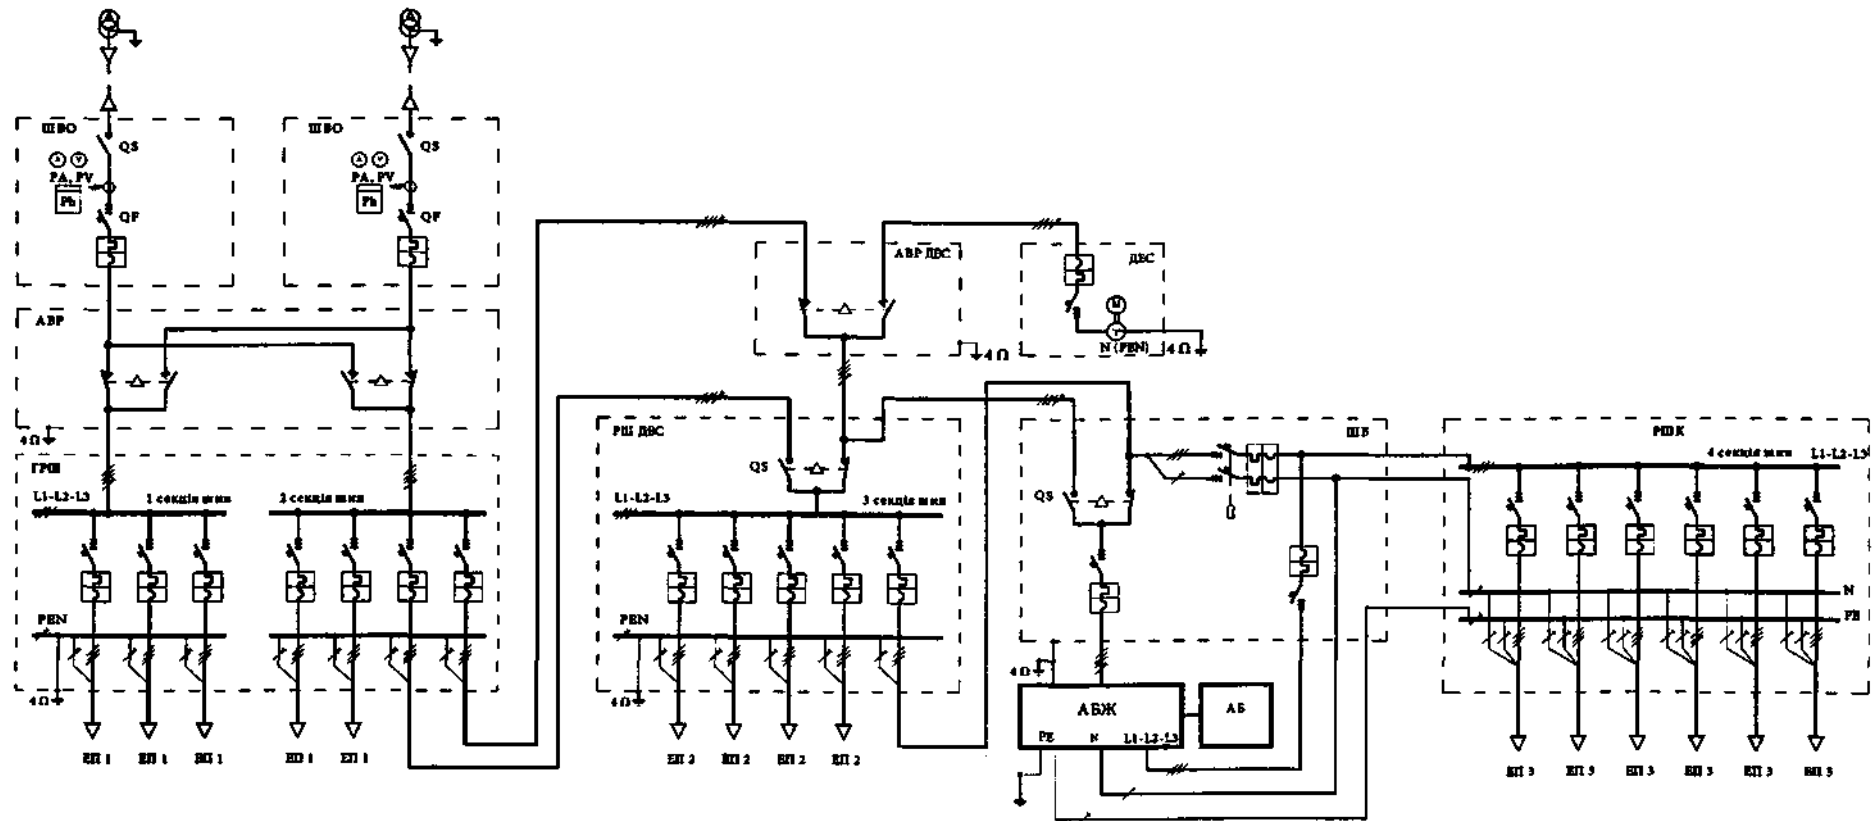 ШВО
QS
PA, PV
Ph
QF
ШВО
QS
PA, PV
Ph
QF
АВР ДЕС
4 Ω
ДЕС
М
N (PEN)
4 Ω
АВР
4 Ω
ГРЩ
L1-L2-L3
1 секція шин
2 секція шин
PEN
4 Ω
ЕП 1
ЕП 1
ЕП 1
ЕП 1
ЕП 1
РЩ ДЕС
QS
L1-L2-L3
3 секція шин
PEN
4 Ω
ЕП 2
ЕП 2
ЕП 2
ЕП 2
ШБ
QS
4 Ω
АБЖ
PE
N
L1-L2-L3
АБ
4 секція шин
L1-L2-L3
N
PE
ЕП 3
ЕП 3
ЕП 3
ЕП 3
ЕП 3
ЕП 3